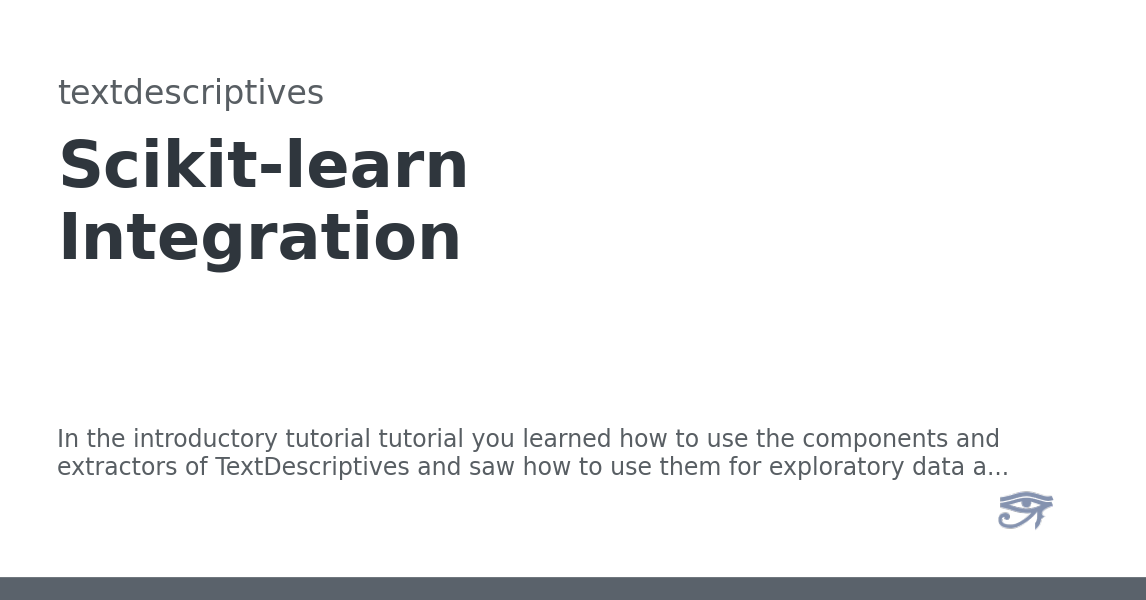 textdescriptives
Scikit-learn
Integration
In the introductory tutorial tutorial you learned how to use the components and
extractors of TextDescriptives and saw how to use them for exploratory data a...